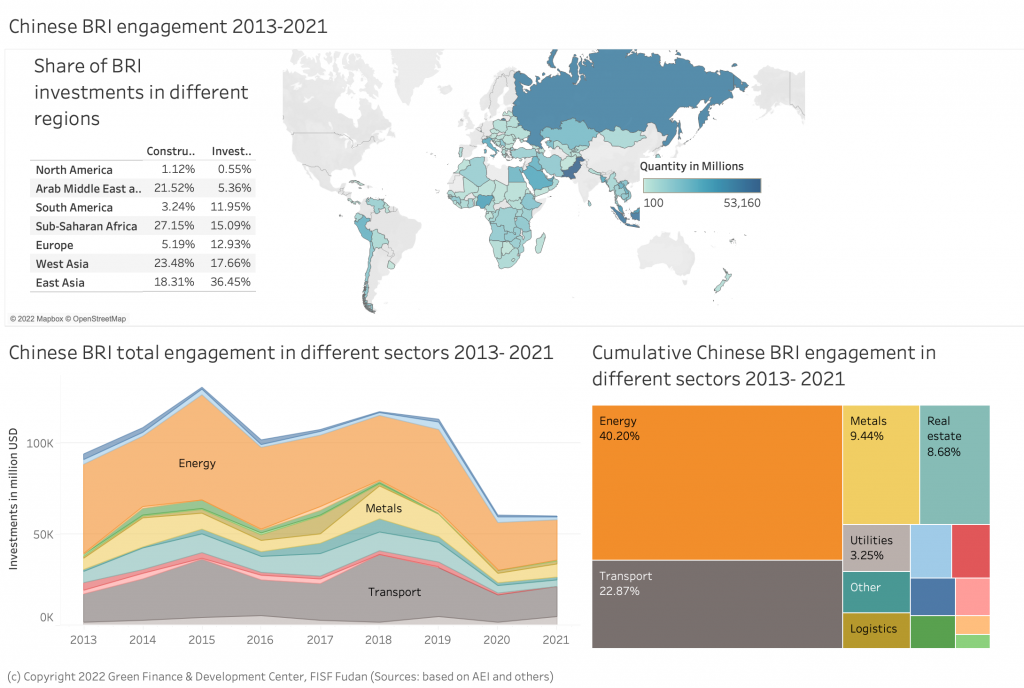 Chinese BRI engagement 2013-2021
Share of BRI
investments in different
regions
Constru.. Invest..
North America 1.12% 0.55%
Arab Middle East a.. 21.52% 5.36%
South America 3.24% 11.95%
Sub-Saharan Africa 27.15% 15.09%
Europe 5.19% 12.93%
West Asia 23.48% 17.66%
East Asia 18.31% 36.45%
Quantity in Millions
100 53,160
© 2022 Mapbox © OpenStreetMap
Chinese BRI total engagement in different sectors 2013- 2021
Investments in million USD
100K
50K
0K
Energy
Metals
Transport
2013 2014 2015 2016 2017 2018 2019 2020 2021
Cumulative Chinese BRI engagement in
different sectors 2013- 2021
Energy
40.20%
Metals
9.44%
Real
estate
8.68%
Utilities
3.25%
Transport
22.87%
Other
Logistics
(c) Copyright 2022 Green Finance & Development Center, FISF Fudan (Sources: based on AEI and others)